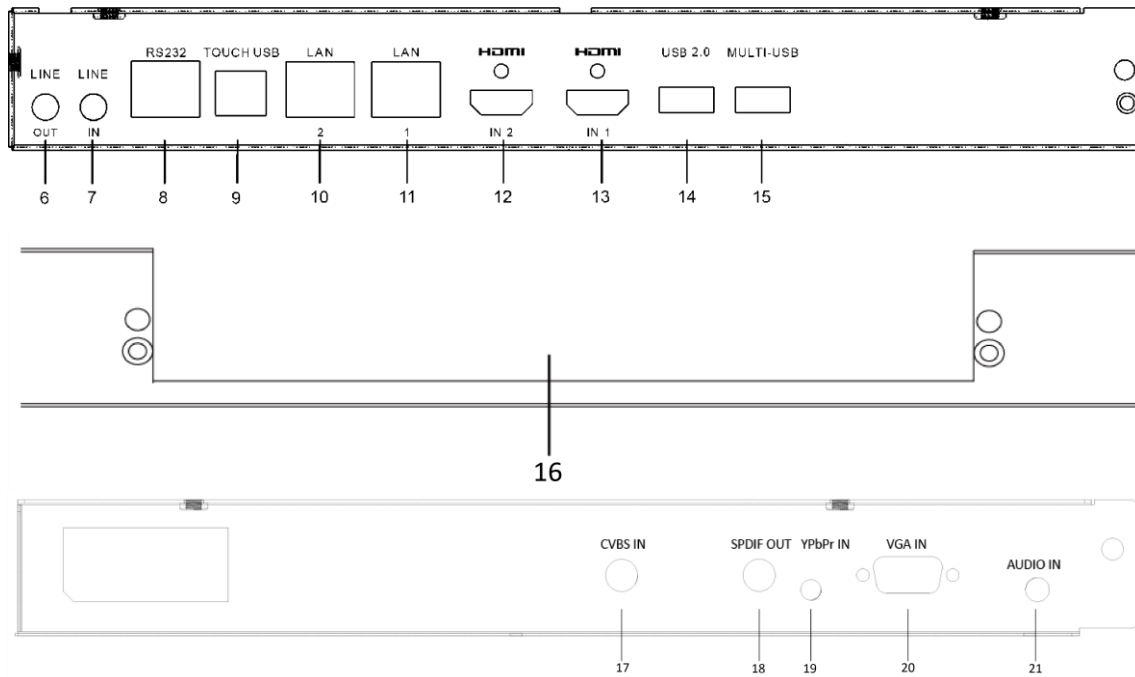 RS232 TOUCH USB LAN LAN HDMI HDMI USB 2.0 MULTI-USB
LINE LINE
OUT IN 2 1 IN 2 IN 1
6 7 8 9 10 11 12 13 14 15
16
CVBS IN SPDIF OUT YPbPr IN VGA IN AUDIO IN
17 18 19 20 21